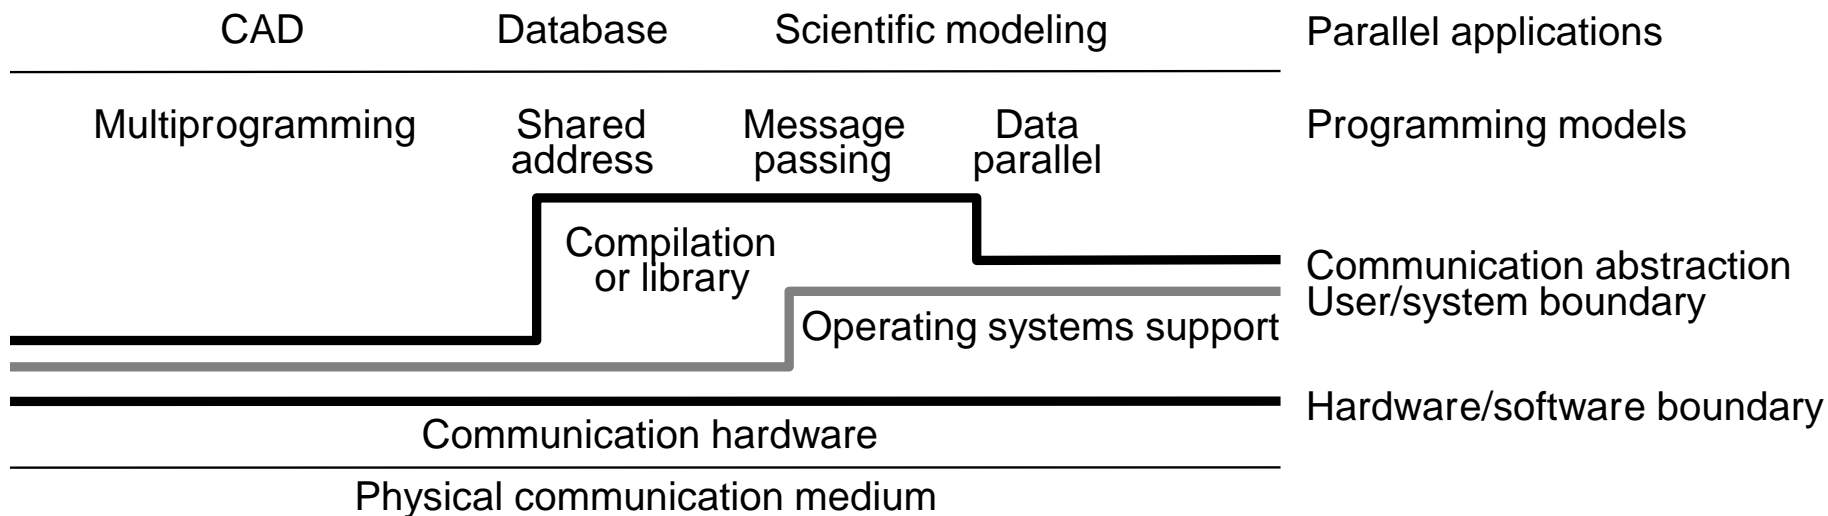 CAD Database Scientific modeling Parallel applications
Multiprogramming Shared address Message passing Data parallel Programming models
Compilation
or library
Communication abstraction
User/system boundary
Operating systems support
Hardware/software boundary
Communication hardware
Physical communication medium